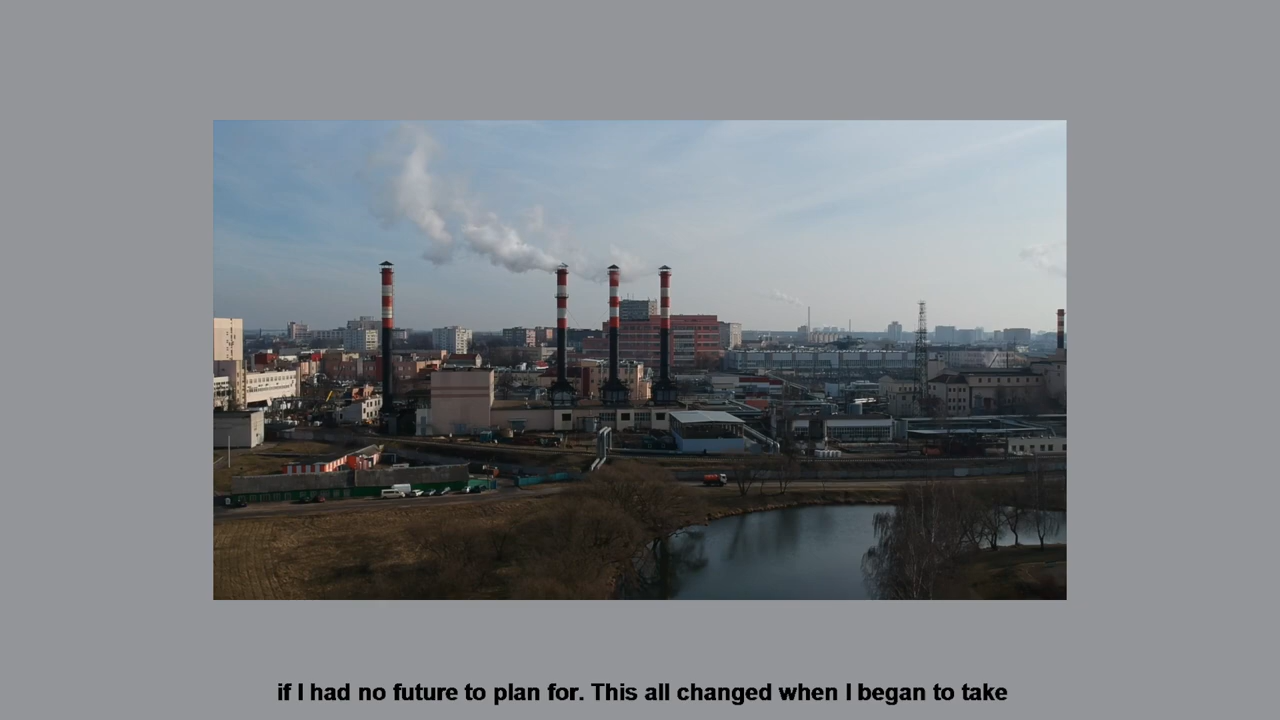 if I had no future to plan for. This all changed when I began to take